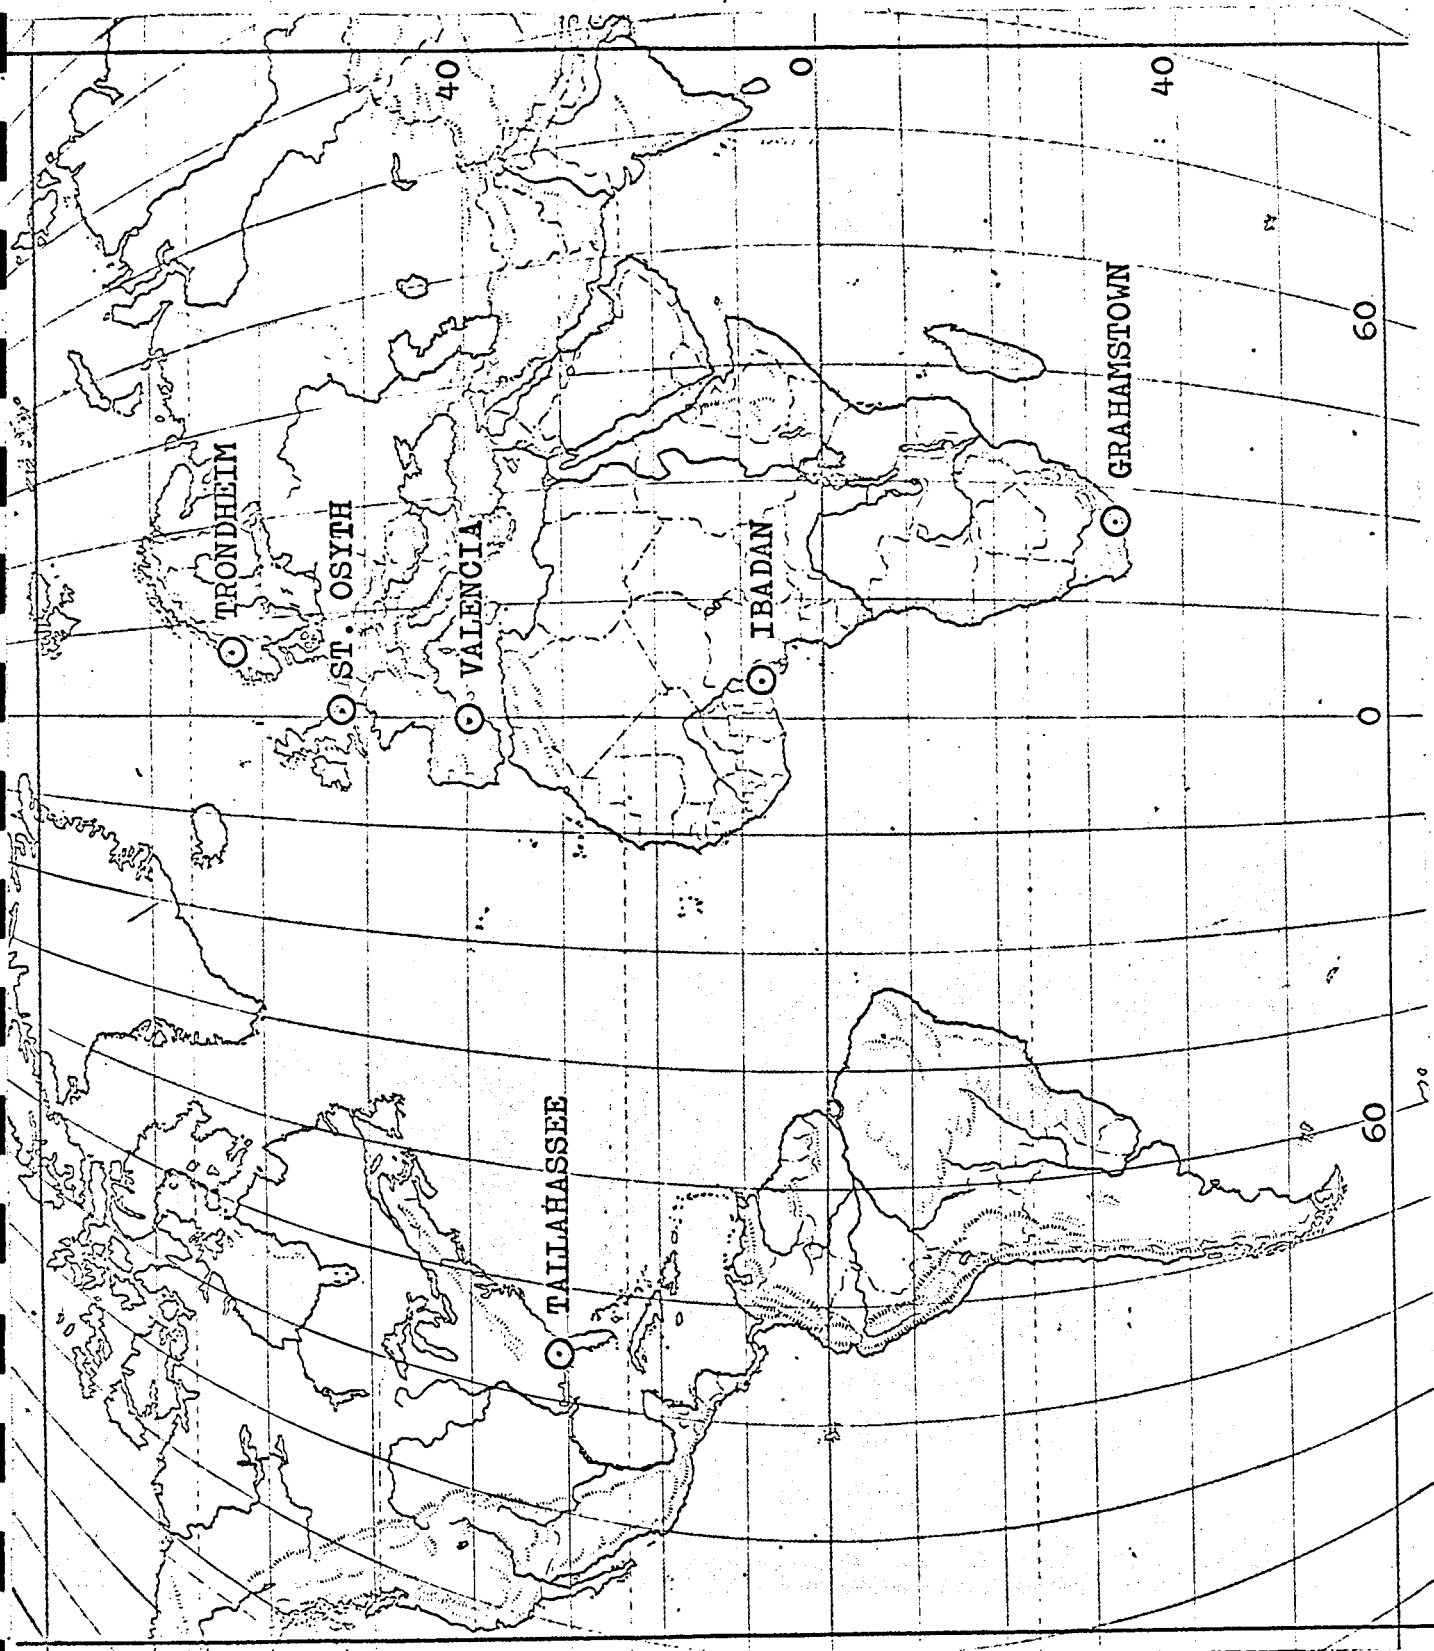 TRONDHEIM
ST. OSYTH
VALENCIA
IBADAN
GRAHAMSTOWN
TALLAHASSEE
40
0
40
60
0
60